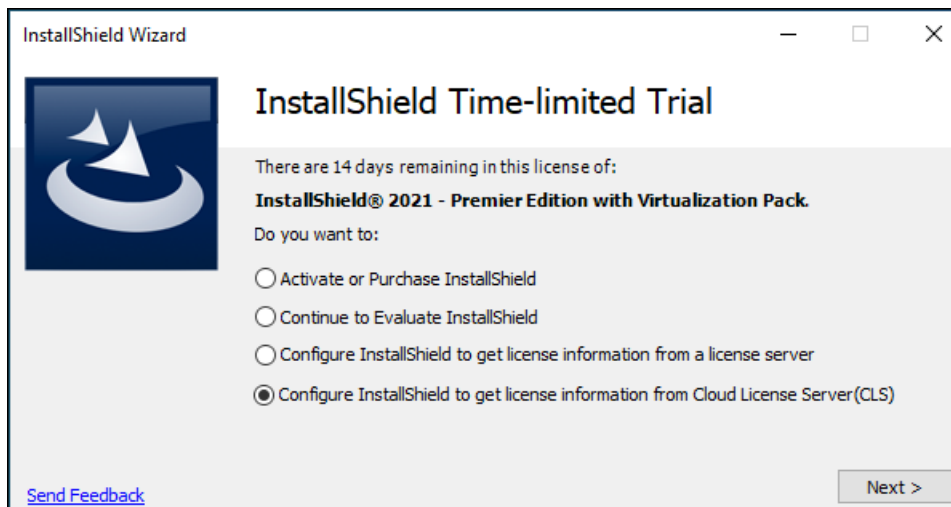 InstallShield Wizard
InstallShield Time-limited Trial
There are 14 days remaining in this license of:
InstallShield® 2021 - Premier Edition with Virtualization Pack.
Do you want to:
Activate or Purchase InstallShield
Continue to Evaluate InstallShield
Configure InstallShield to get license information from a license server
Configure InstallShield to get license information from Cloud License Server(CLS)
Send Feedback
Next >